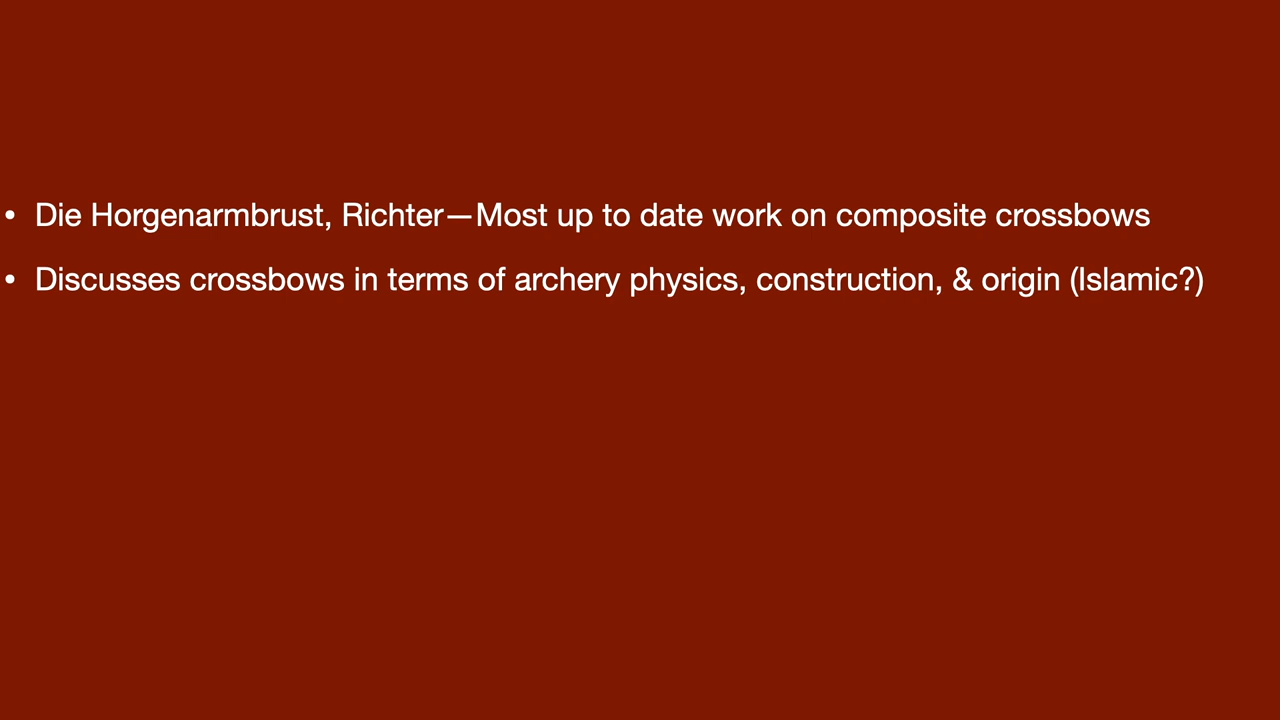 • Die Horgenarmbrust, Richter—Most up to date work on composite crossbows
• Discusses crossbows in terms of archery physics, construction, & origin (Islamic?)